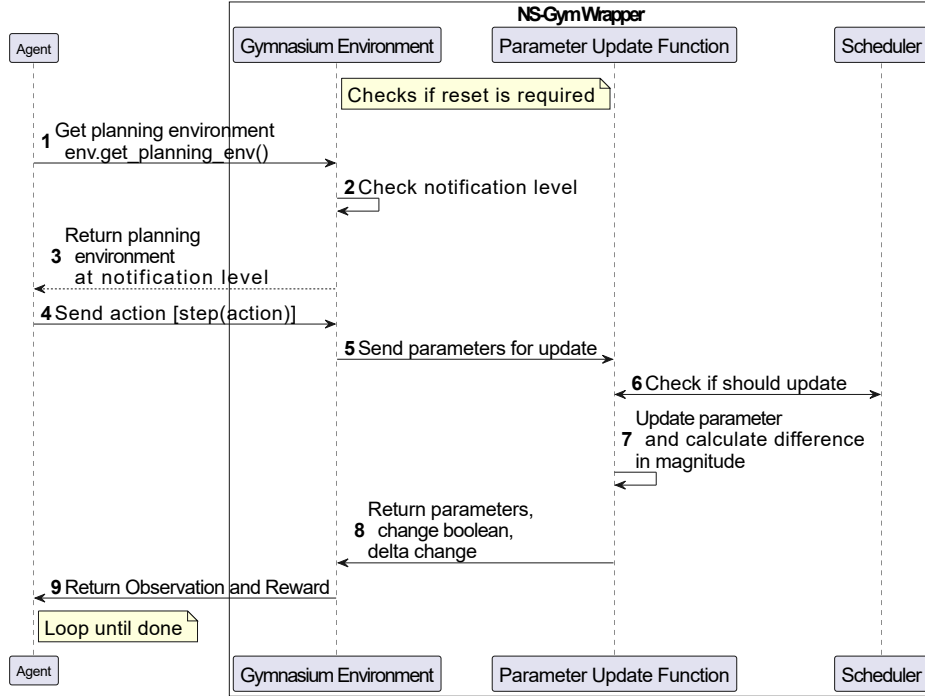 NS-Gym Wrapper
Agent
Gymnasium Environment
Parameter Update Function
Scheduler
Checks if reset is required
1 Get planning environment
env.get_planning_env()
2 Check notification level
Return planning
3 environment
at notification level
4 Send action [step(action)]
5 Send parameters for update
6 Check if should update
Update parameter
7 and calculate difference
in magnitude
Return parameters,
8 change boolean,
delta change
9 Return Observation and Reward
Loop until done
Agent
Gymnasium Environment
Parameter Update Function
Scheduler